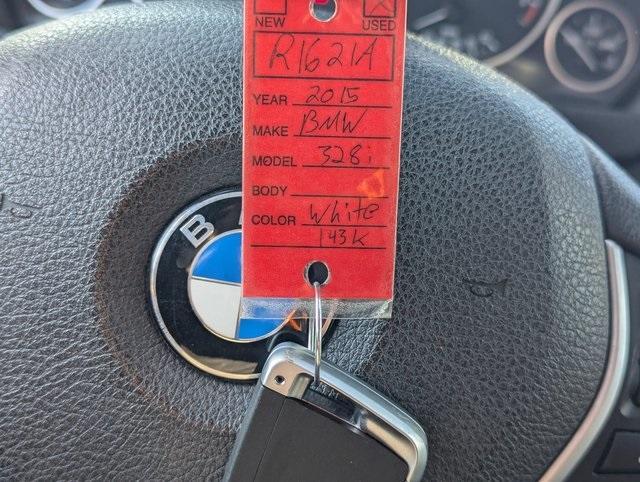 NEW USED
R1621A
YEAR 2015
MAKE BMW
MODEL 328i
BODY
COLOR White
143K
B